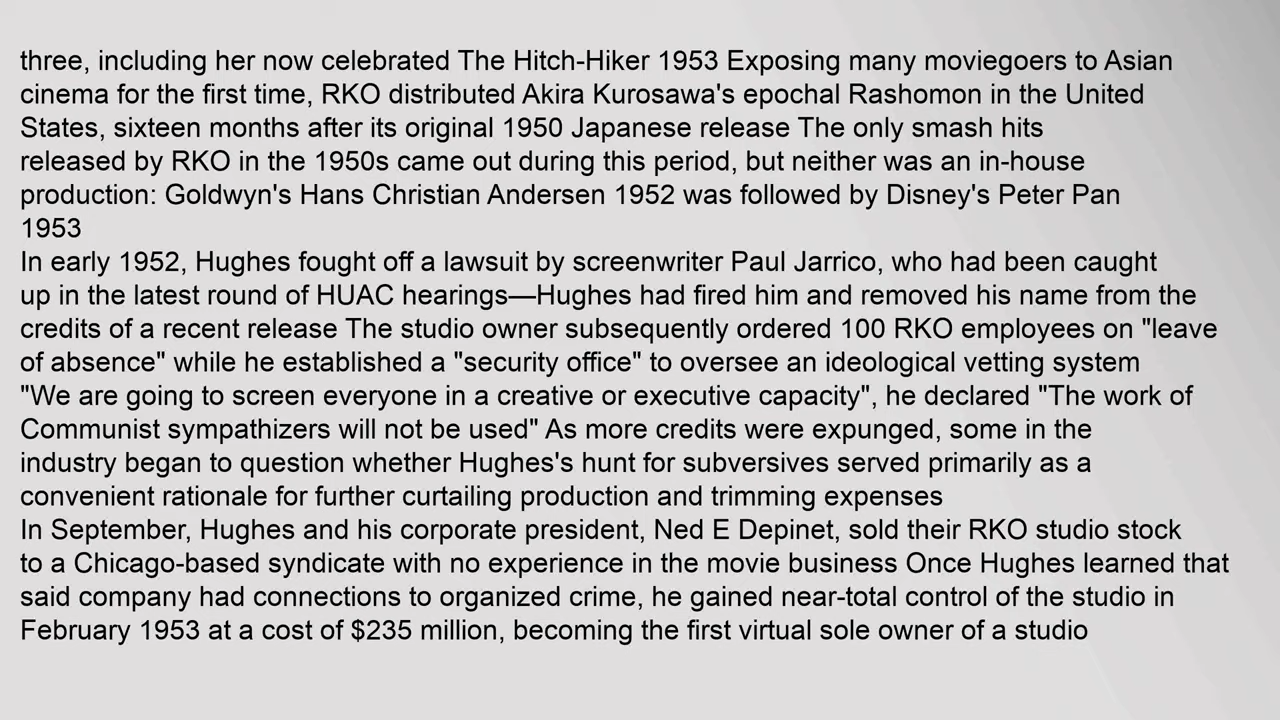 three, including her now celebrated The Hitch-Hiker 1953 Exposing many moviegoers to Asian
cinema for the first time, RKO distributed Akira Kurosawa's epochal Rashomon in the United
States, sixteen months after its original 1950 Japanese release The only smash hits
released by RKO in the 1950s came out during this period, but neither was an in-house
production: Goldwyn's Hans Christian Andersen 1952 was followed by Disney's Peter Pan
1953
In early 1952, Hughes fought off a lawsuit by screenwriter Paul Jarrico, who had been caught
up in the latest round of HUAC hearings—Hughes had fired him and removed his name from the
credits of a recent release The studio owner subsequently ordered 100 RKO employees on "leave
of absence" while he established a "security office" to oversee an ideological vetting system
"We are going to screen everyone in a creative or executive capacity", he declared "The work of
Communist sympathizers will not be used" As more credits were expunged, some in the
industry began to question whether Hughes's hunt for subversives served primarily as a
convenient rationale for further curtailing production and trimming expenses
In September, Hughes and his corporate president, Ned E Depinet, sold their RKO studio stock
to a Chicago-based syndicate with no experience in the movie business Once Hughes learned that
said company had connections to organized crime, he gained near-total control of the studio in
February 1953 at a cost of $235 million, becoming the first virtual sole owner of a studio